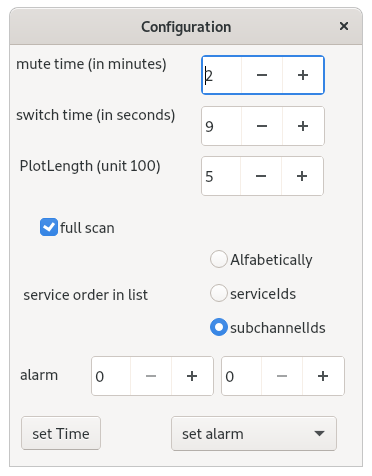 Configuration ×
mute time (in minutes) 2 − +
switch time (in seconds) 9 − +
PlotLength (unit 100) 5 − +
full scan
Alfabetically
service order in list serviceIds
subchannelIds
alarm 0 − + 0 − +
set Time set alarm